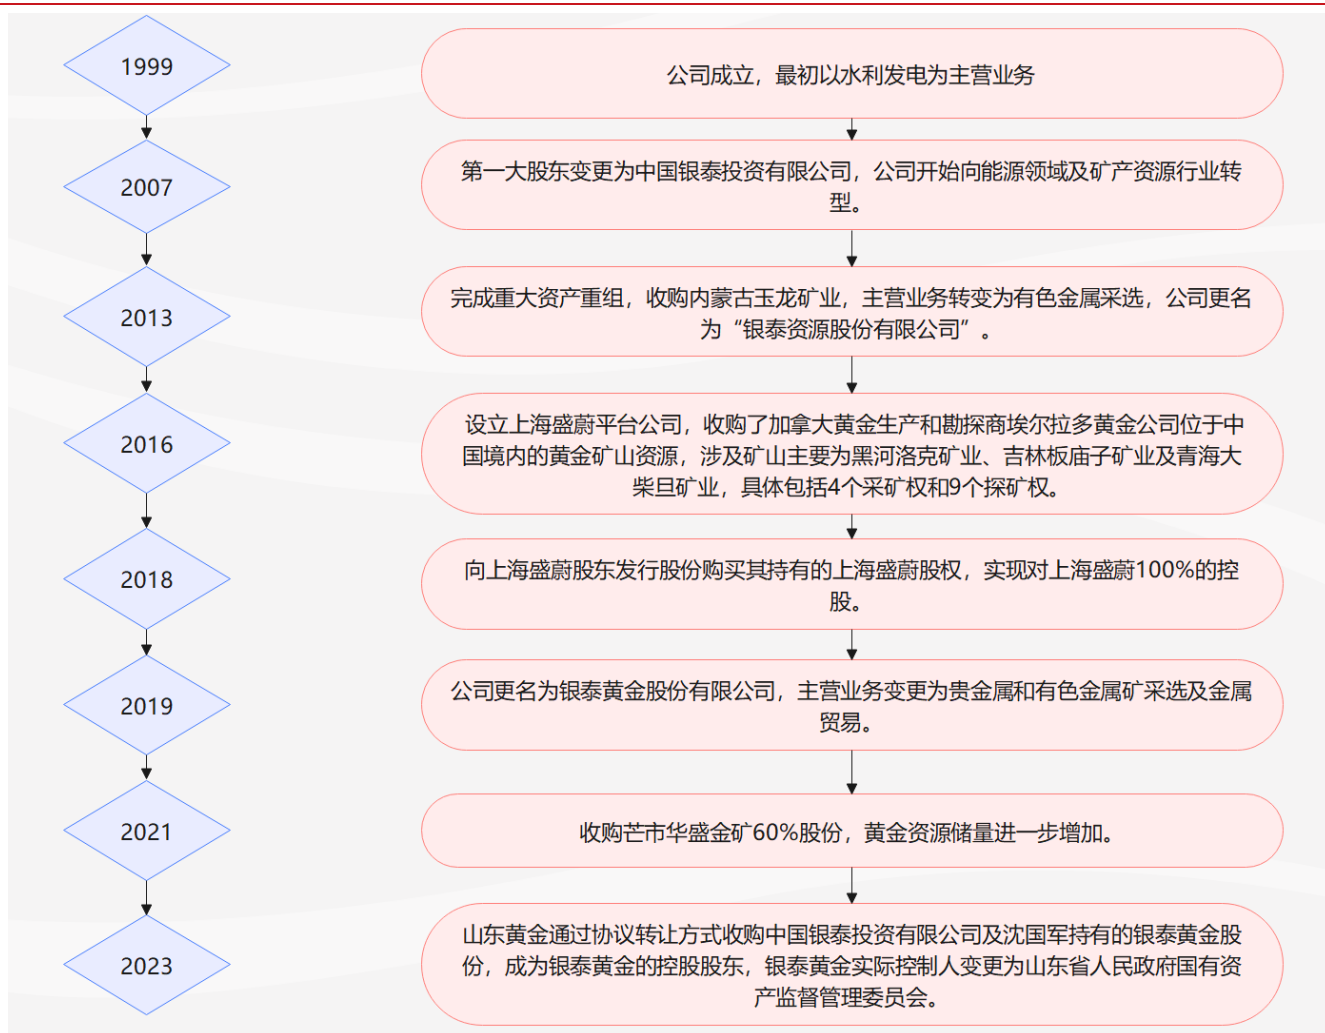 1999
公司成立，最初以水利发电为主营业务
2007
第一大股东变更为中国银泰投资有限公司，公司开始向能源领域及矿产资源行业转
型。
2013
完成重大资产重组，收购内蒙古玉龙矿业，主营业务转变为有色金属采选，公司更名
为“银泰资源股份有限公司”。
2016
设立上海盛蔚平台公司，收购了加拿大黄金生产和勘探商埃尔拉多黄金公司位于中
国境内的黄金矿山资源，涉及矿山主要为黑河洛克矿业、吉林板庙子矿业及青海大
柴旦矿业，具体包括4个采矿权和9个探矿权。
2018
向上海盛蔚股东发行股份购买其持有的上海盛蔚股权，实现对上海盛蔚100%的控
股。
2019
公司更名为银泰黄金股份有限公司，主营业务变更为贵金属和有色金属矿采选及金属
贸易。
2021
收购芒市华盛金矿60%股份，黄金资源储量进一步增加。
2023
山东黄金通过协议转让方式收购中国银泰投资有限公司及沈国军持有的银泰黄金股
份，成为银泰黄金的控股股东，银泰黄金实际控制人变更为山东省人民政府国有资
产监督管理委员会。